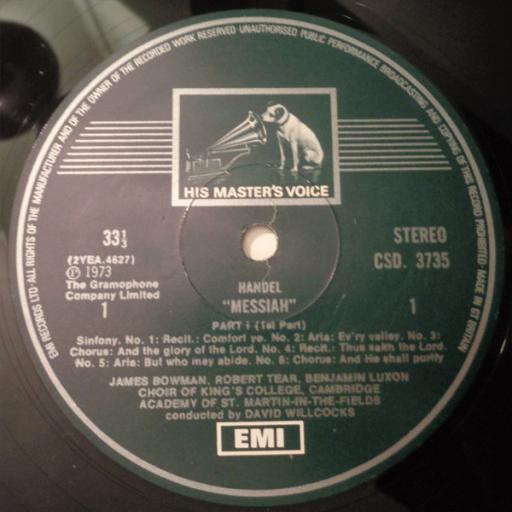 EMI RECORDS LTD · ALL RIGHTS OF THE MANUFACTURER AND OF THE OWNER OF THE RECORDED WORK RESERVED UNAUTHORISED PUBLIC PERFORMANCE BROADCASTING AND COPYING OF THIS RECORD PROHIBITED MADE IN GT BRITAIN
HIS MASTER'S VOICE
33⅓
STEREO
(2YEA.4627)
CSD. 3735
Ⓟ 1973
The Gramophone
Company Limited
1
1
HANDEL
"MESSIAH"
PART I (1st Part)
Sinfony. No. 1: Recit.: Comfort ye. No. 2: Aria: Ev'ry valley. No. 3:
Chorus: And the glory of the Lord. No. 4: Recit.: Thus saith the Lord.
No. 5: Aria: But who may abide. No. 6: Chorus: And He shall purify
JAMES BOWMAN, ROBERT TEAR, BENJAMIN LUXON
CHOIR OF KING'S COLLEGE, CAMBRIDGE
ACADEMY OF ST. MARTIN-IN-THE-FIELDS
conducted by DAVID WILLCOCKS
EMI